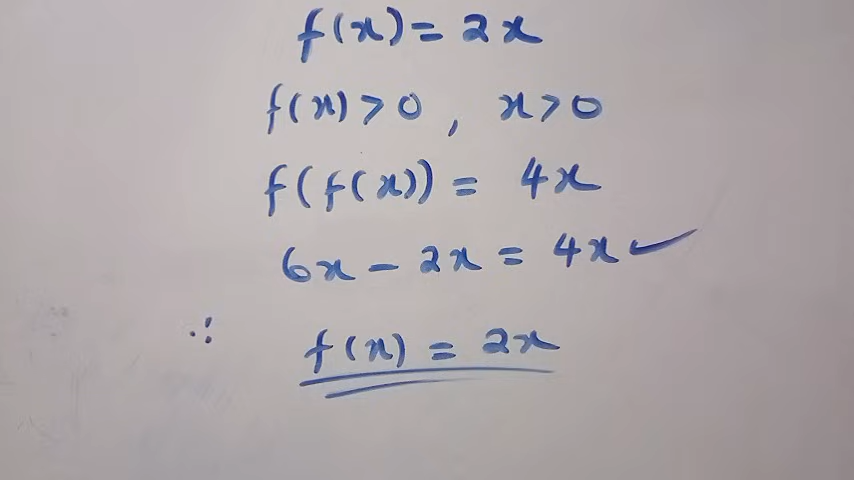 f(x) = 2x
f(x) > 0 , x > 0
f(f(x)) = 4x
6x - 2x = 4x ✓
∴ f(x) = 2x